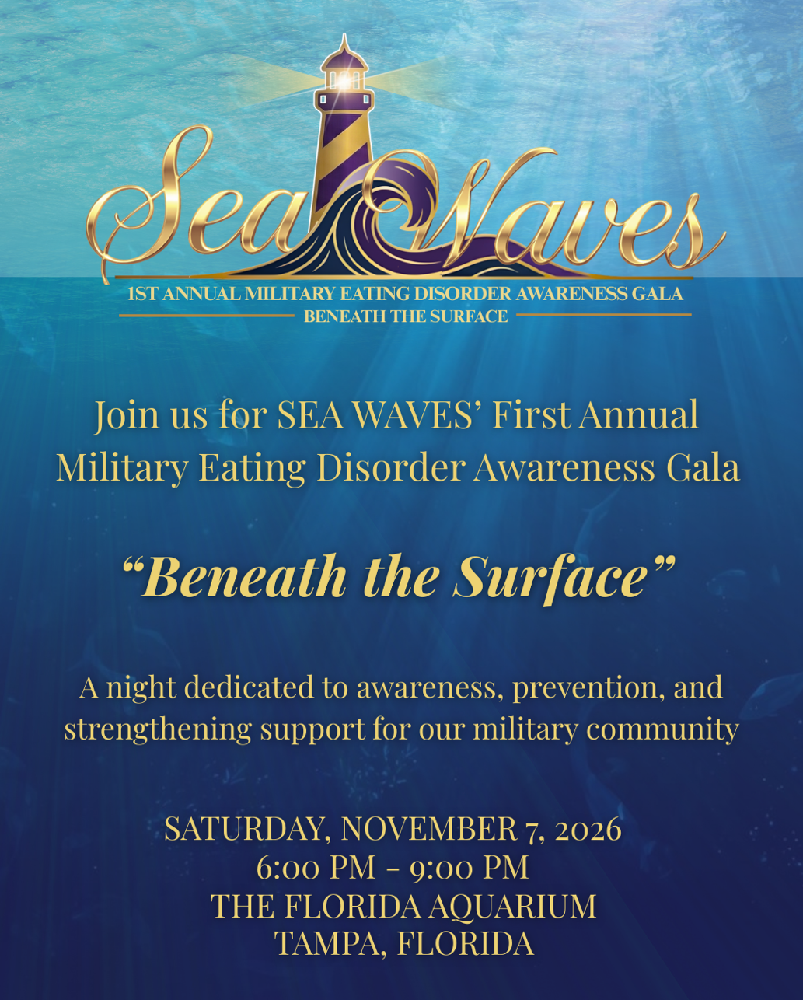 Sea Waves
1ST ANNUAL MILITARY EATING DISORDER AWARENESS GALA
BENEATH THE SURFACE
Join us for SEA WAVES’ First Annual
Military Eating Disorder Awareness Gala
“Beneath the Surface”
A night dedicated to awareness, prevention, and
strengthening support for our military community
SATURDAY, NOVEMBER 7, 2026
6:00 PM - 9:00 PM
THE FLORIDA AQUARIUM
TAMPA, FLORIDA